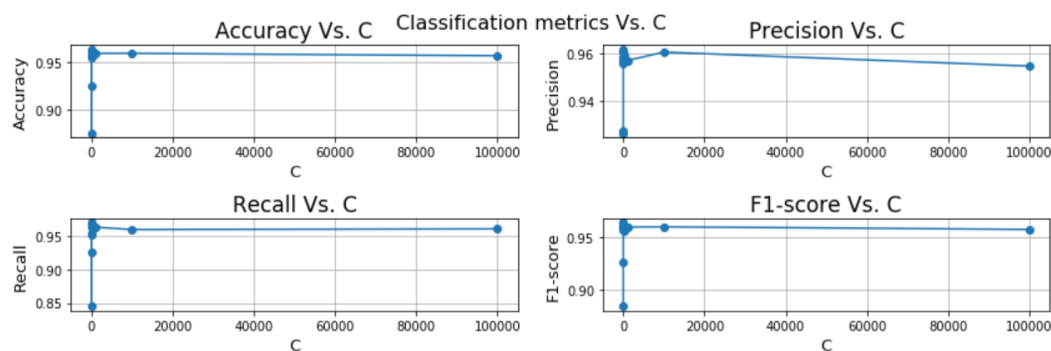 Classification metrics Vs. C
Accuracy Vs. C
Accuracy
0.95
0.90
0 20000 40000 60000 80000 100000
C
Precision Vs. C
Precision
0.96
0.94
0 20000 40000 60000 80000 100000
C
Recall Vs. C
Recall
0.95
0.90
0.85
0 20000 40000 60000 80000 100000
C
F1-score Vs. C
F1-score
0.95
0.90
0 20000 40000 60000 80000 100000
C